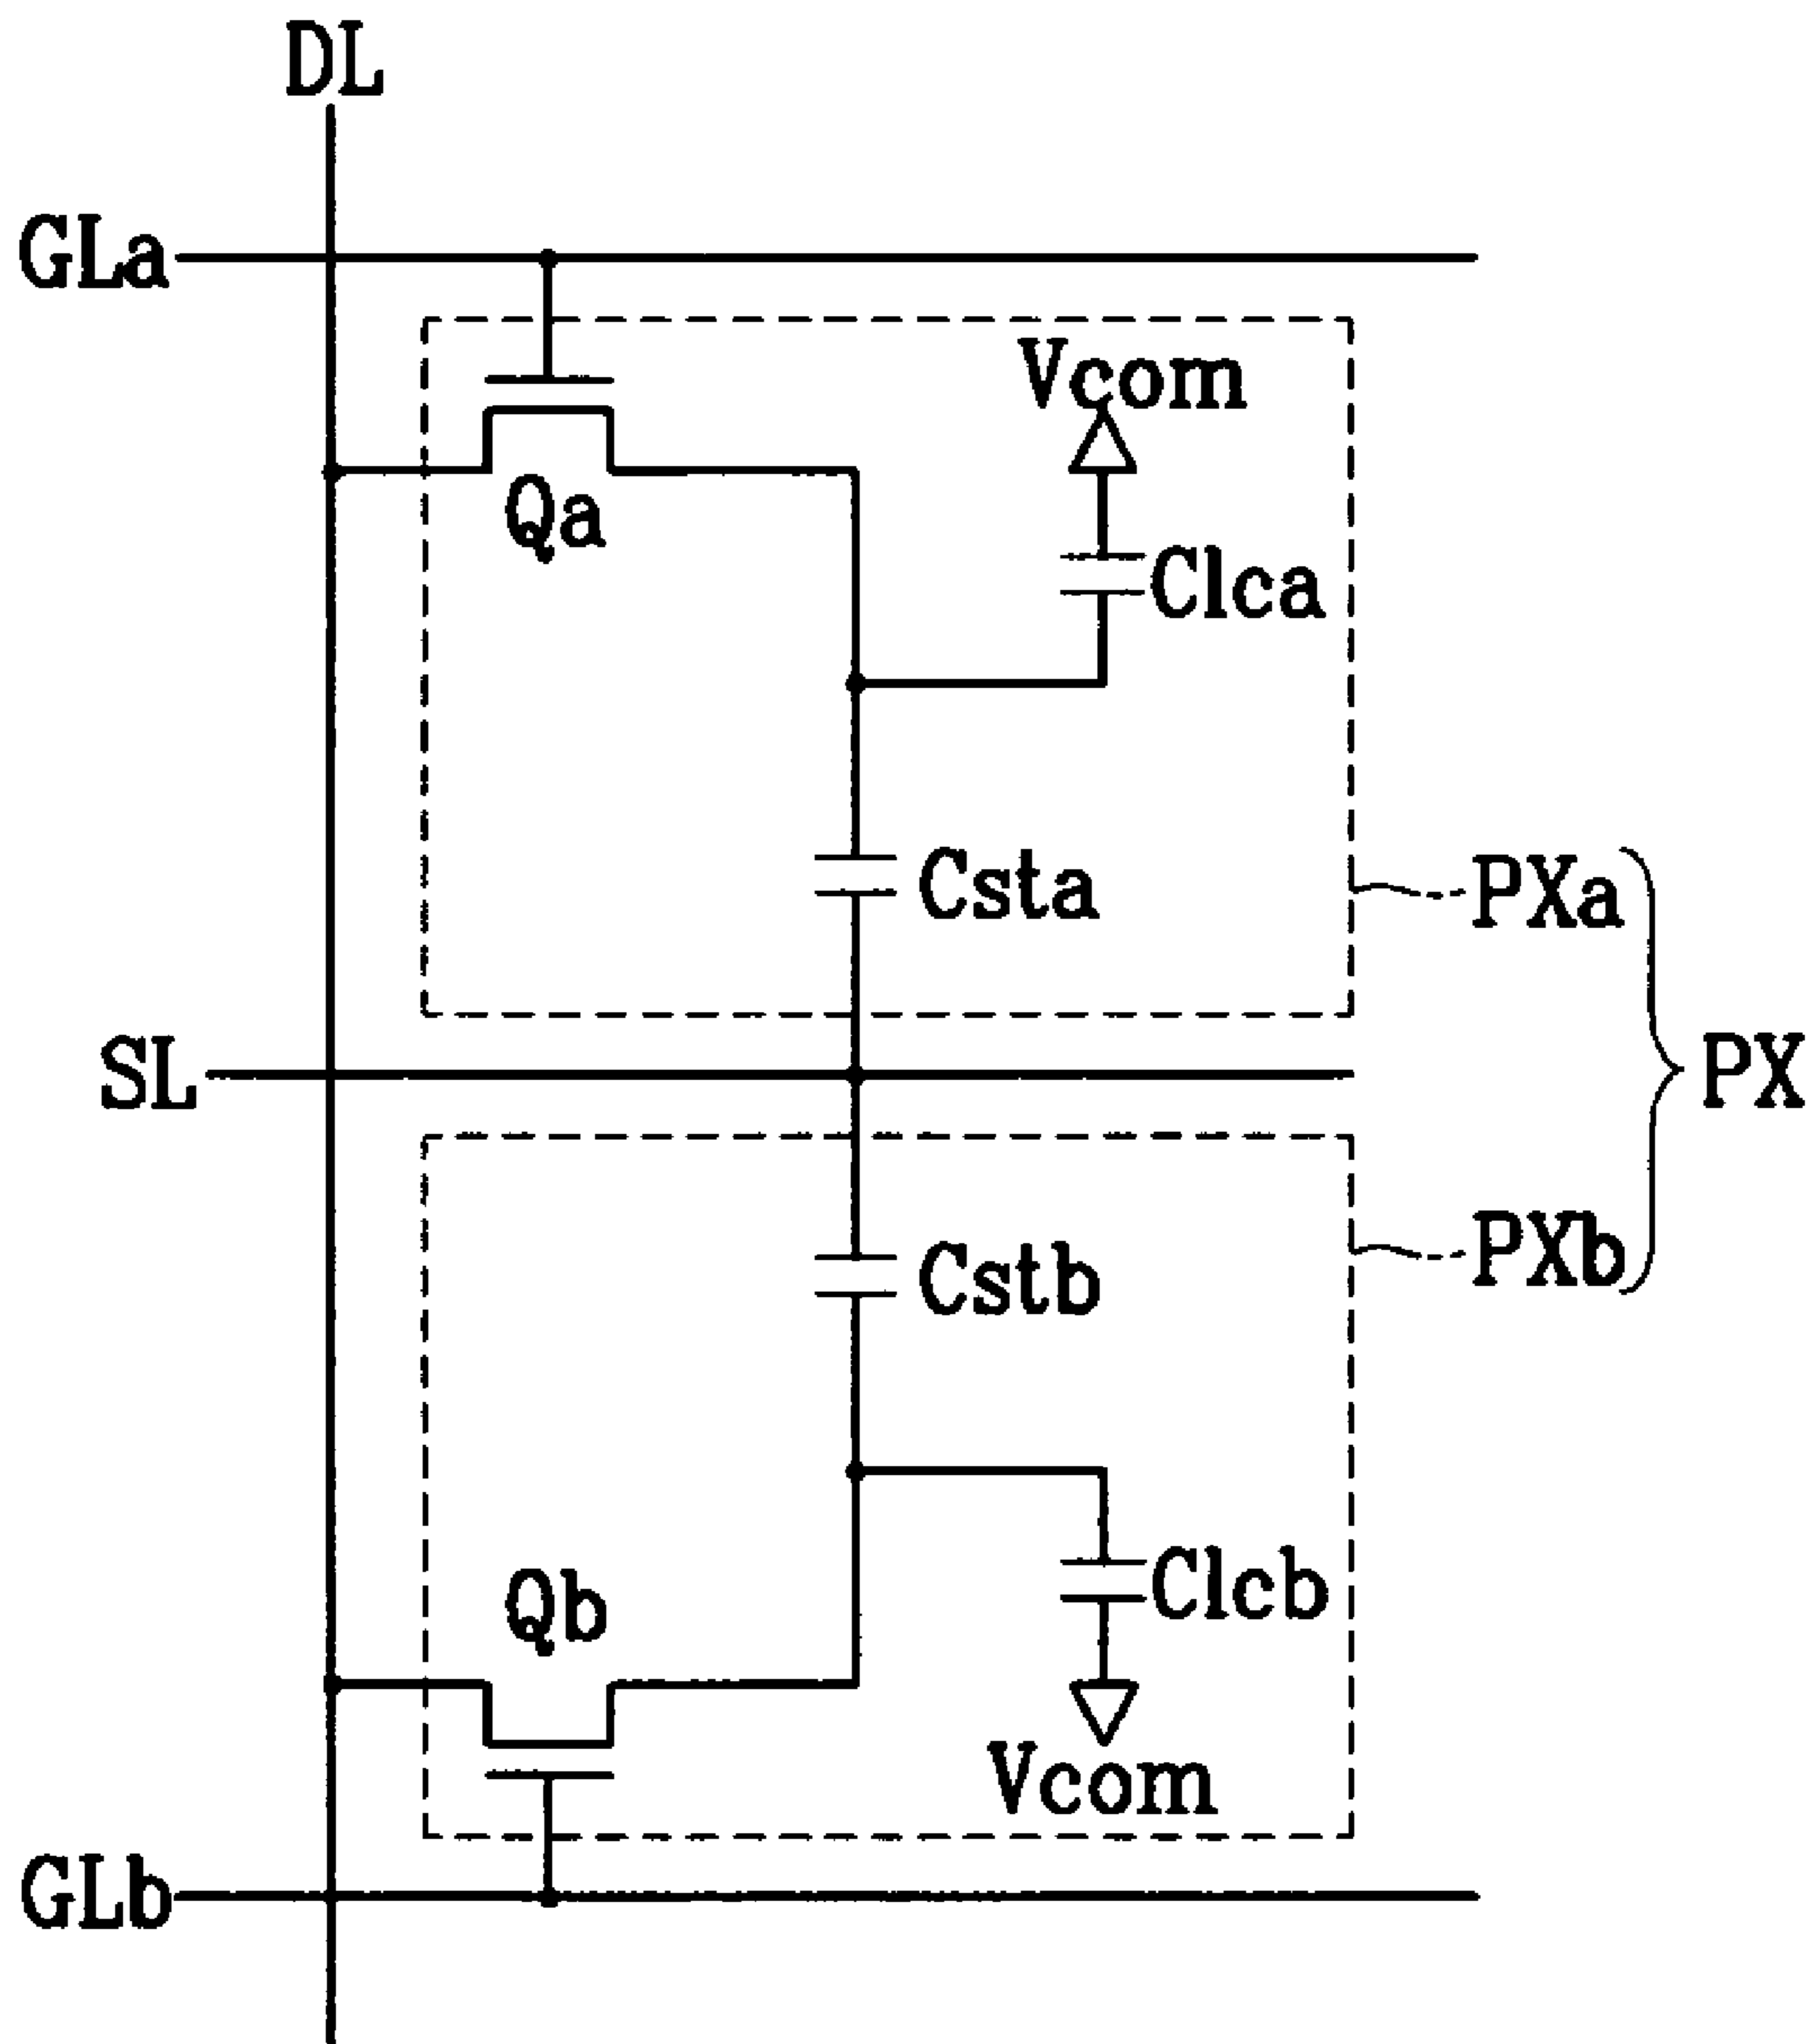 DL
GLa
Vcom
Qa
Clca
Csta
PXa
SL
PX
PXb
Cstb
Qb
Clcb
Vcom
GLb